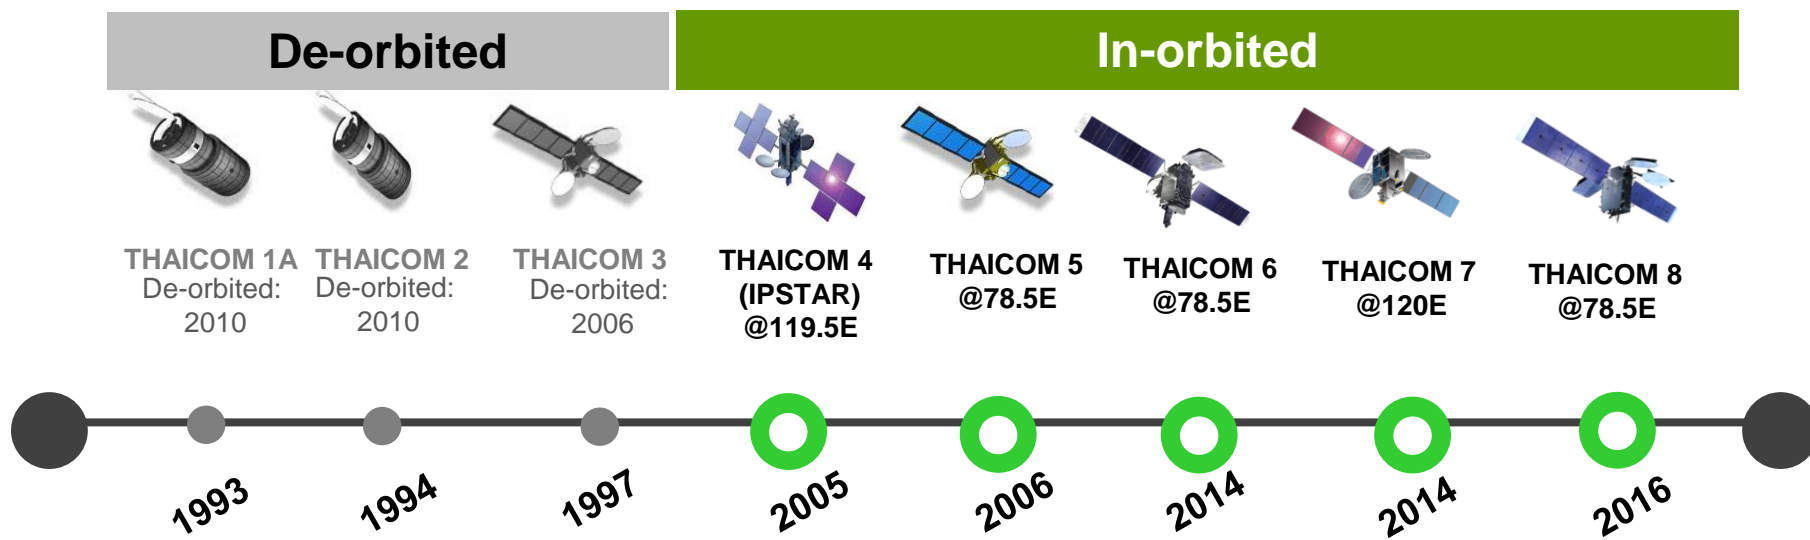 De-orbited
In-orbited
THAICOM 1A
De-orbited:
2010
THAICOM 2
De-orbited:
2010
THAICOM 3
De-orbited:
2006
THAICOM 4
(IPSTAR)
@119.5E
THAICOM 5
@78.5E
THAICOM 6
@78.5E
THAICOM 7
@120E
THAICOM 8
@78.5E
1993
1994
1997
2005
2006
2014
2014
2016